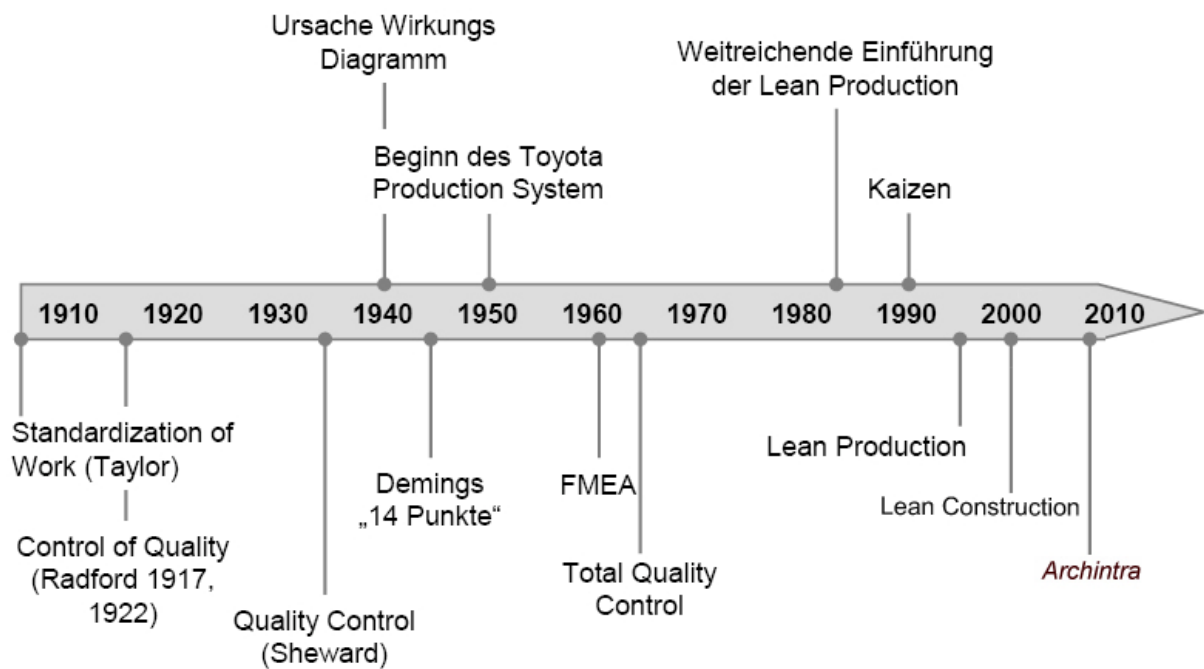 Ursache Wirkungs
Diagramm
Weitreichende Einführung
der Lean Production
Beginn des Toyota
Production System
Kaizen
1910 1920 1930 1940 1950 1960 1970 1980 1990 2000 2010
Standardization of
Work (Taylor)
Control of Quality
(Radford 1917,
1922)
Quality Control
(Sheward)
Demings
„14 Punkte“
FMEA
Total Quality
Control
Lean Production
Lean Construction
Archintra